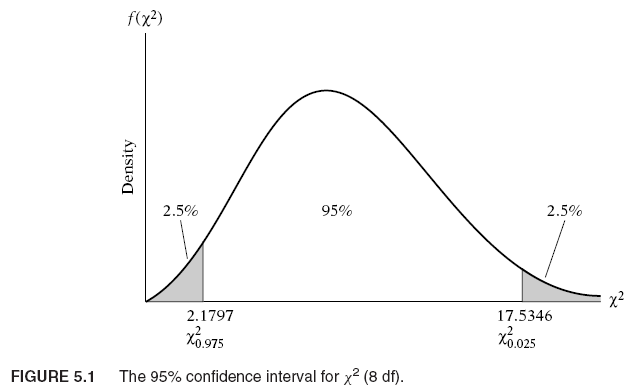 f(χ²)
Density
2.5%
95%
2.5%
χ²
2.1797
17.5346
χ²0.975
χ²0.025
FIGURE 5.1 The 95% confidence interval for χ² (8 df).